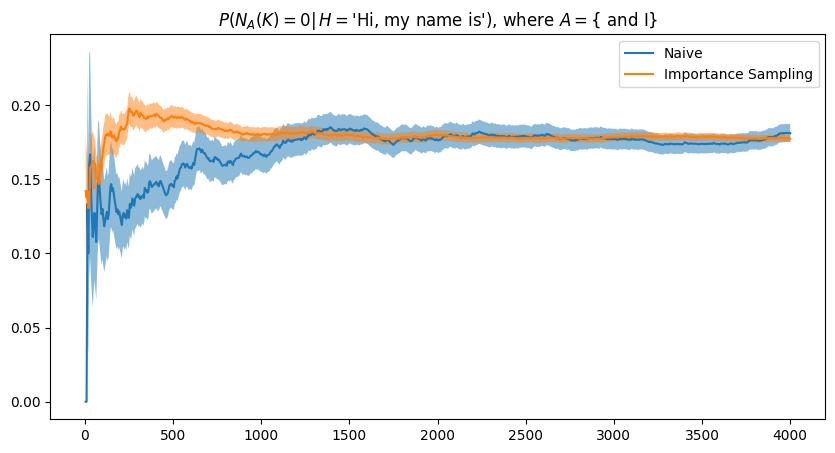 P(N_A(K) = 0| H = 'Hi, my name is'), where A = { and I}
Naive
Importance Sampling
0.20
0.15
0.10
0.05
0.00
0 500 1000 1500 2000 2500 3000 3500 4000